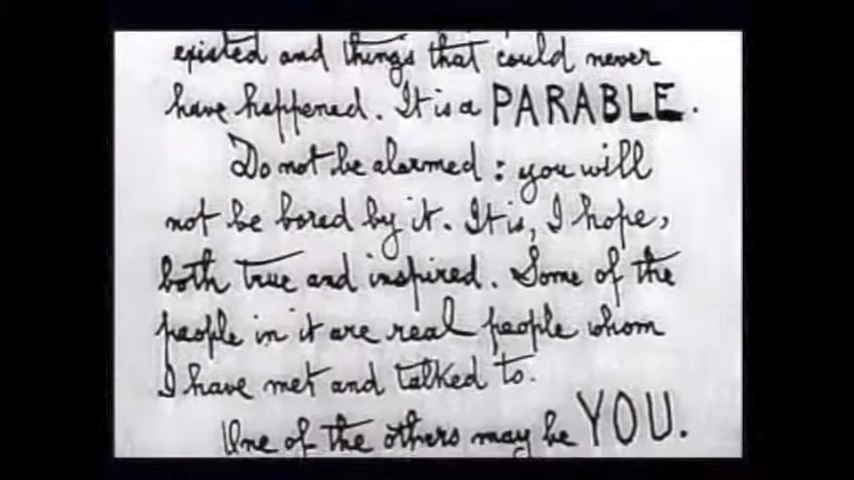 existed and things that could never
have happened. It is a PARABLE.
Do not be alarmed : you will
not be bored by it. It is, I hope,
both true and inspired. Some of the
people in it are real people whom
I have met and talked to.
One of the others may be YOU.